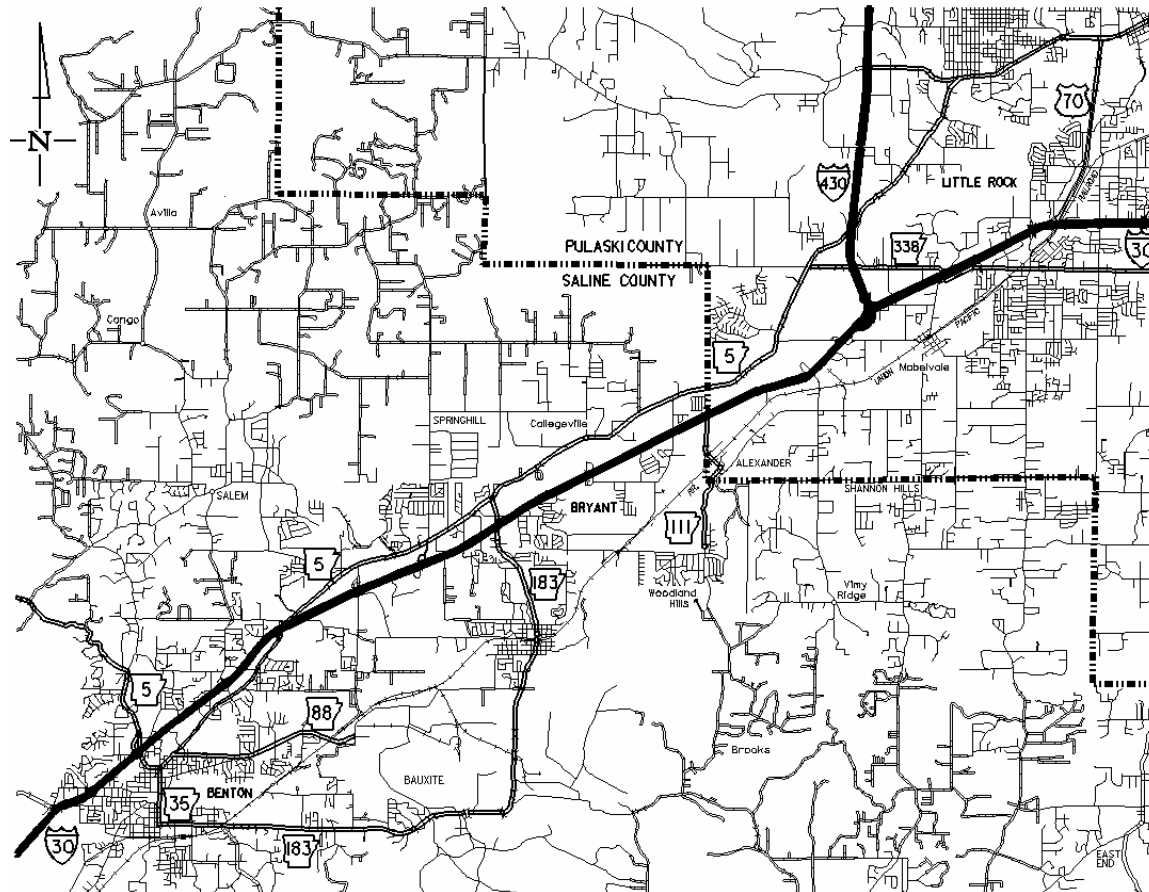 N
70
430
LITTLE ROCK
RAILROAD
Avilla
338
30
PULASKI COUNTY
SALINE COUNTY
Congo
PACIFIC
5
UNION
Mabelvale
SPRINGHILL
Collegeville
ALEXANDER
SALEM
RR.
SHANNON HILLS
BRYANT
111
5
183
Woodland
Hills
Vimy
Ridge
5
88
Brooks
BAUXITE
BENTON
35
30
183
EAST
END